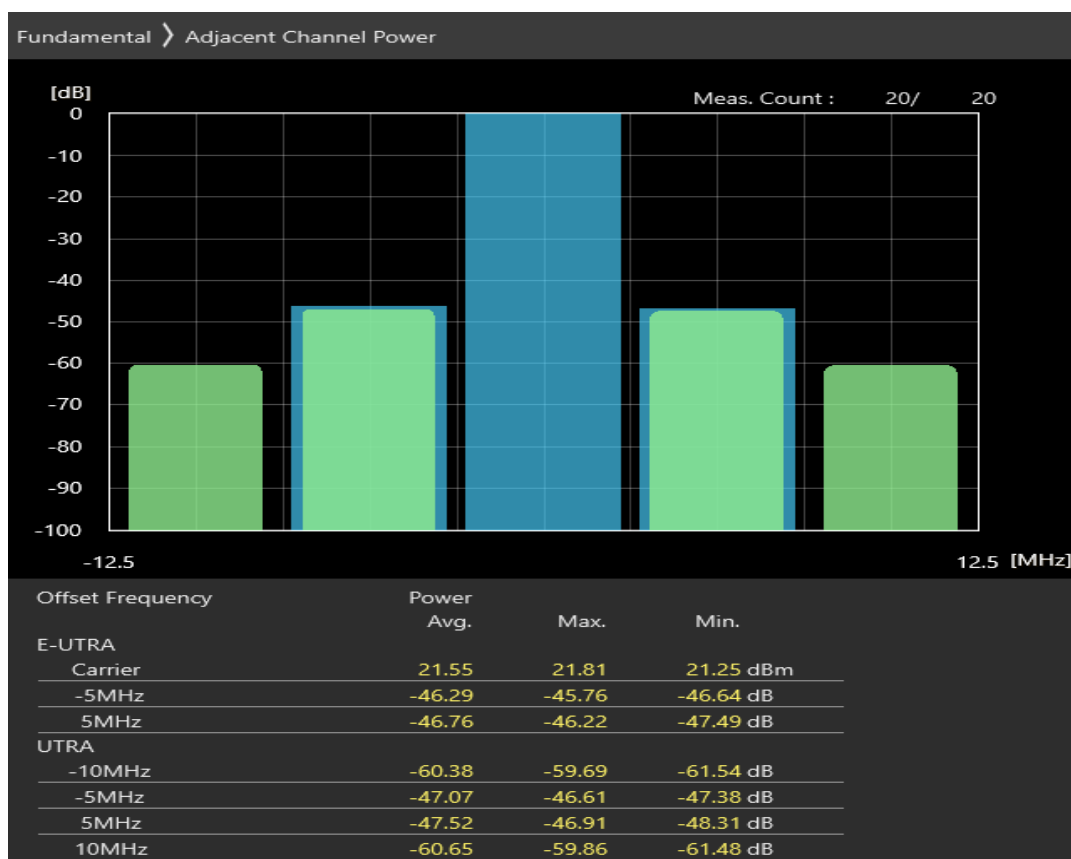 Fundamental ❯ Adjacent Channel Power
[dB]
Meas. Count : 20/ 20
0
-10
-20
-30
-40
-50
-60
-70
-80
-90
-100
-12.5 12.5 [MHz]
Offset Frequency Power
Avg. Max. Min.
E-UTRA
Carrier 21.55 21.81 21.25 dBm
-5MHz -46.29 -45.76 -46.64 dB
5MHz -46.76 -46.22 -47.49 dB
UTRA
-10MHz -60.38 -59.69 -61.54 dB
-5MHz -47.07 -46.61 -47.38 dB
5MHz -47.52 -46.91 -48.31 dB
10MHz -60.65 -59.86 -61.48 dB